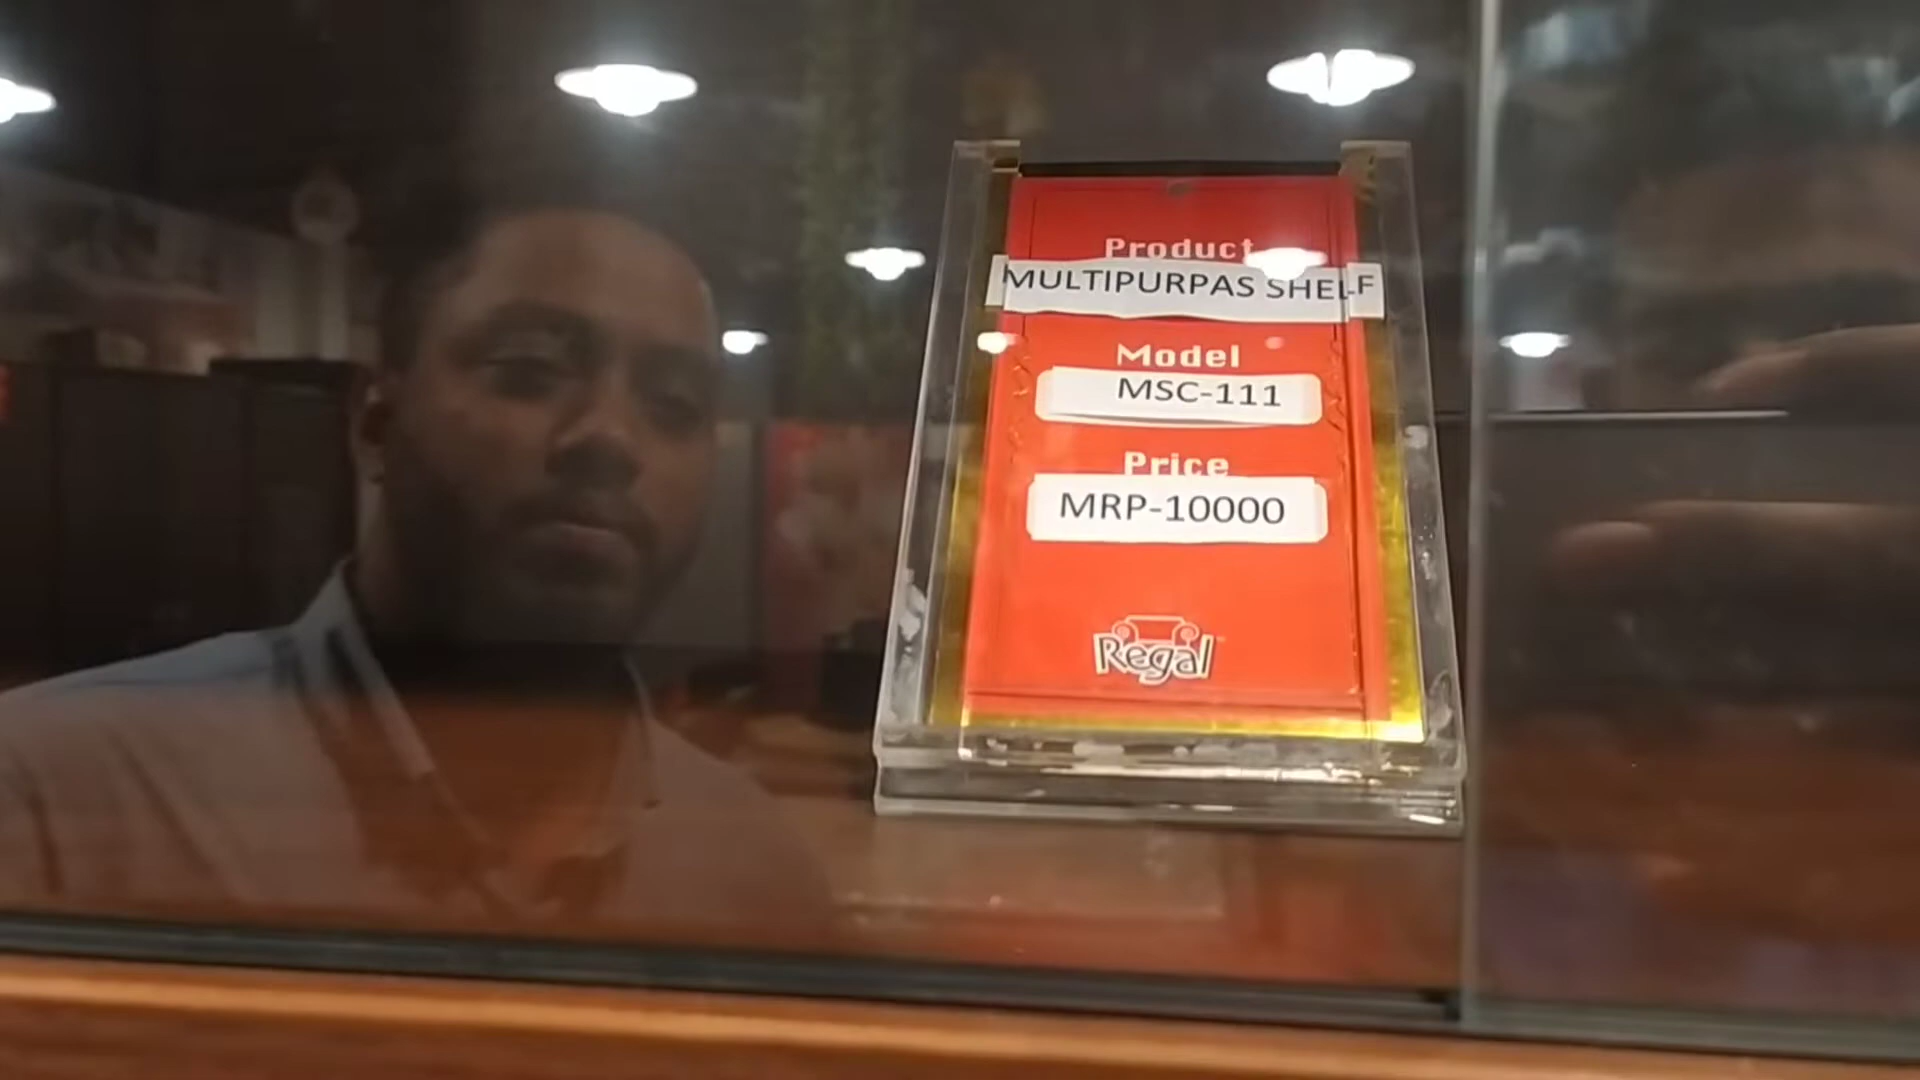 Product
MULTIPURPAS SHELF
Model
MSC-111
Price
MRP-10000
Regal